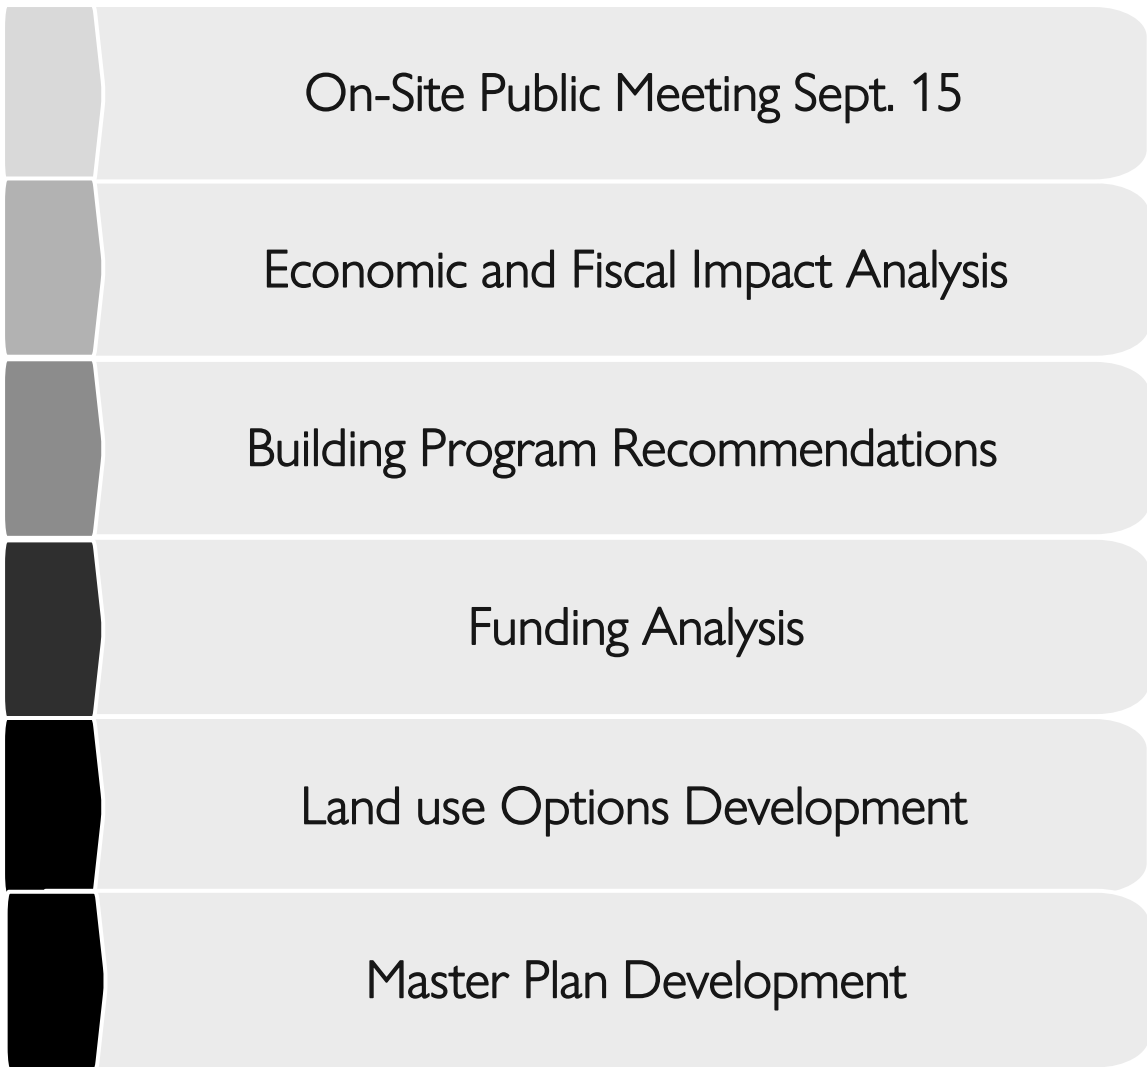 On-Site Public Meeting Sept. 15
Economic and Fiscal Impact Analysis
Building Program Recommendations
Funding Analysis
Land use Options Development
Master Plan Development